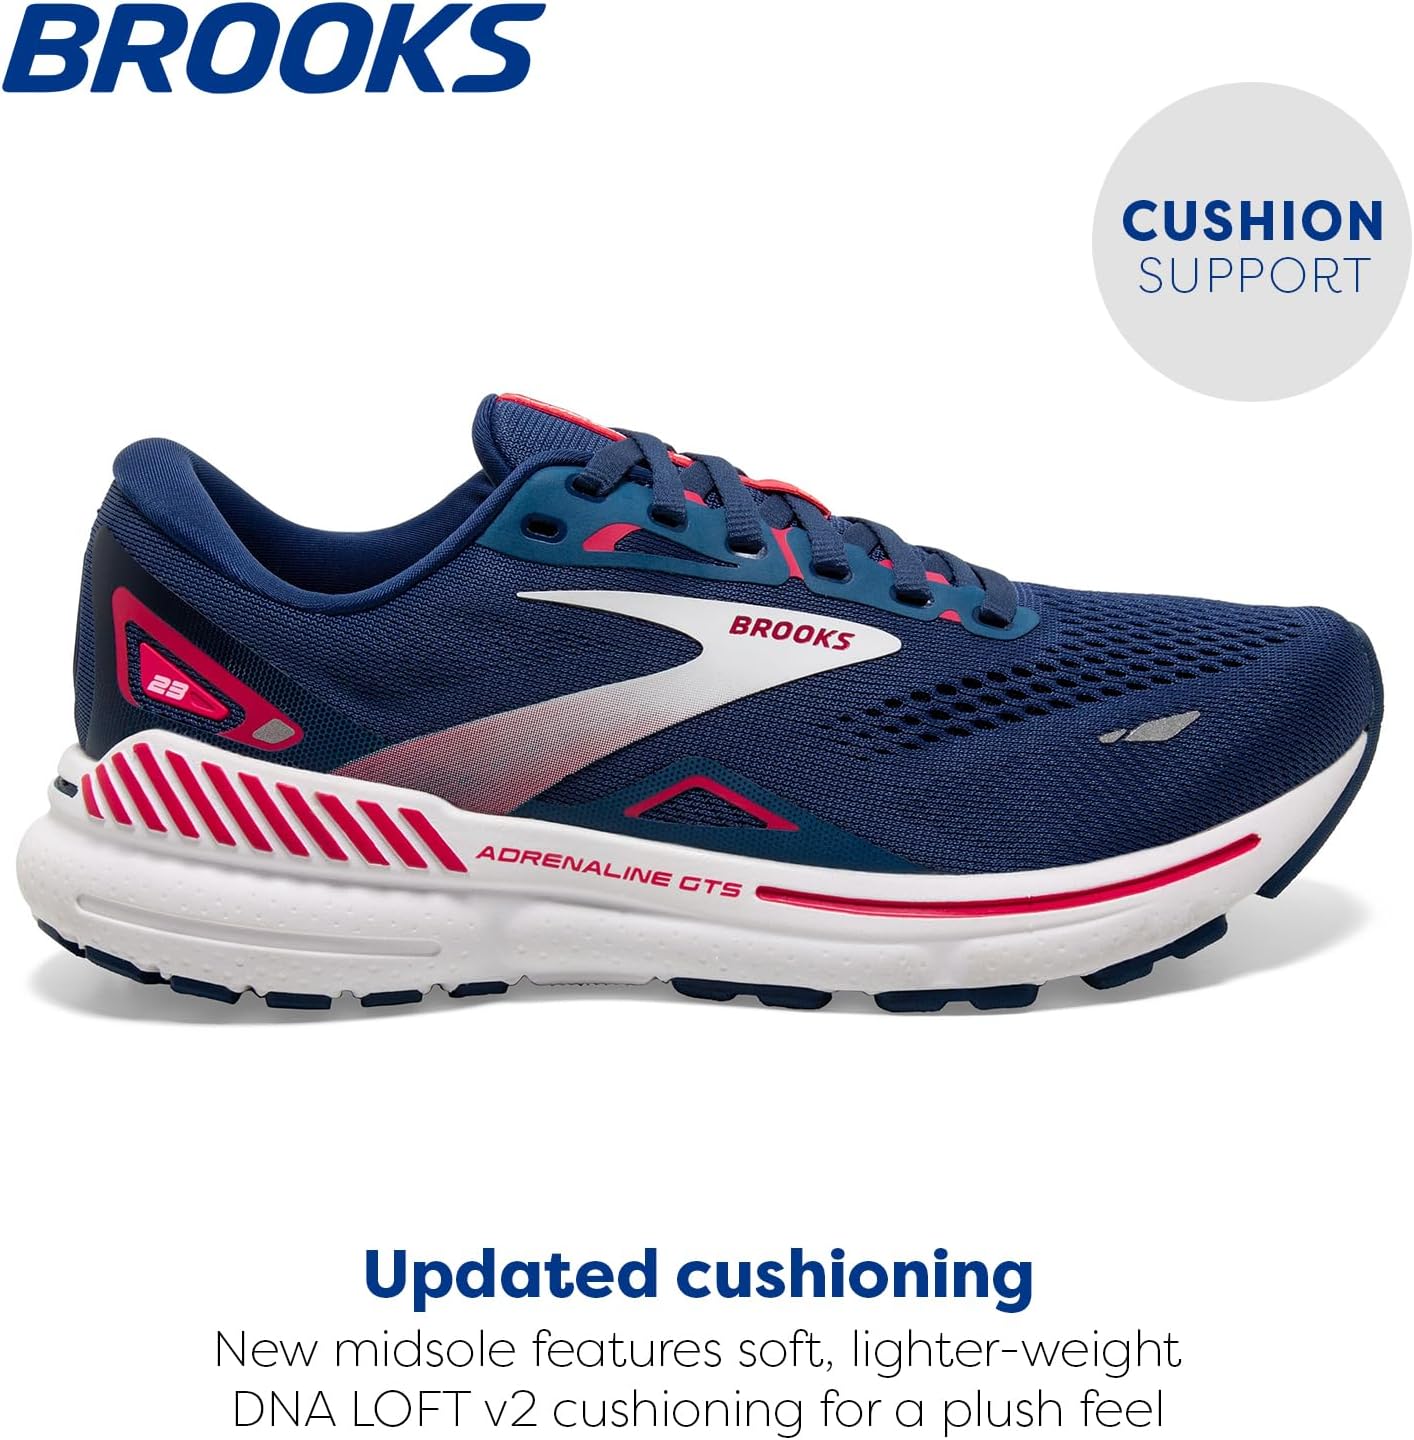 BROOKS
CUSHION
SUPPORT
BROOKS
23
ADRENALINE GTS
Updated cushioning
New midsole features soft, lighter-weight
DNA LOFT v2 cushioning for a plush feel